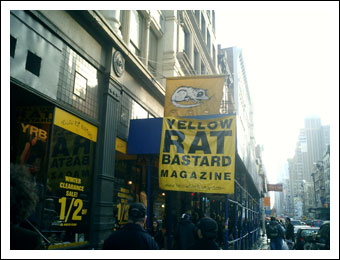 YRB
WINTER
CLEARANCE
SALE!
1/2-
YELLOW
RAT
BASTARD
MAGAZINE